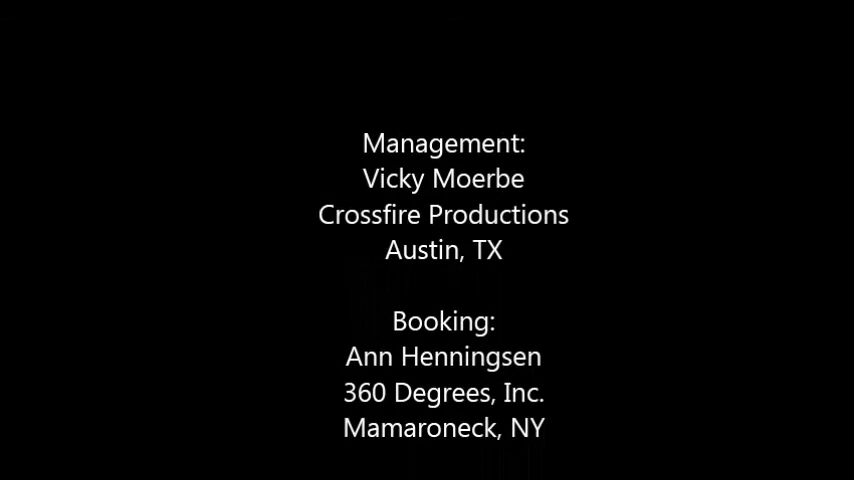 Management:
Vicky Moerbe
Crossfire Productions
Austin, TX
Booking:
Ann Henningsen
360 Degrees, Inc.
Mamaroneck, NY